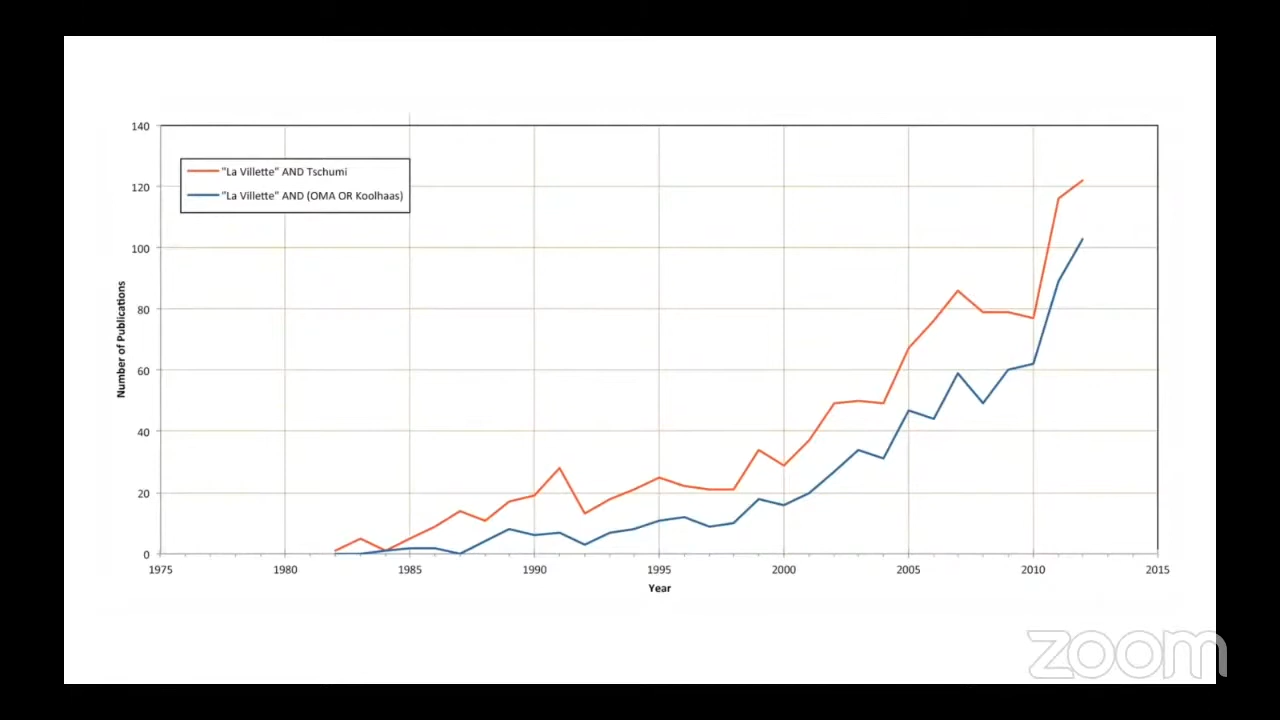 140
120
100
80
60
40
20
0
Number of Publications
"La Villette" AND Tschumi
"La Villette" AND (OMA OR Koolhaas)
1975 1980 1985 1990 1995 2000 2005 2010 2015
Year
zoom